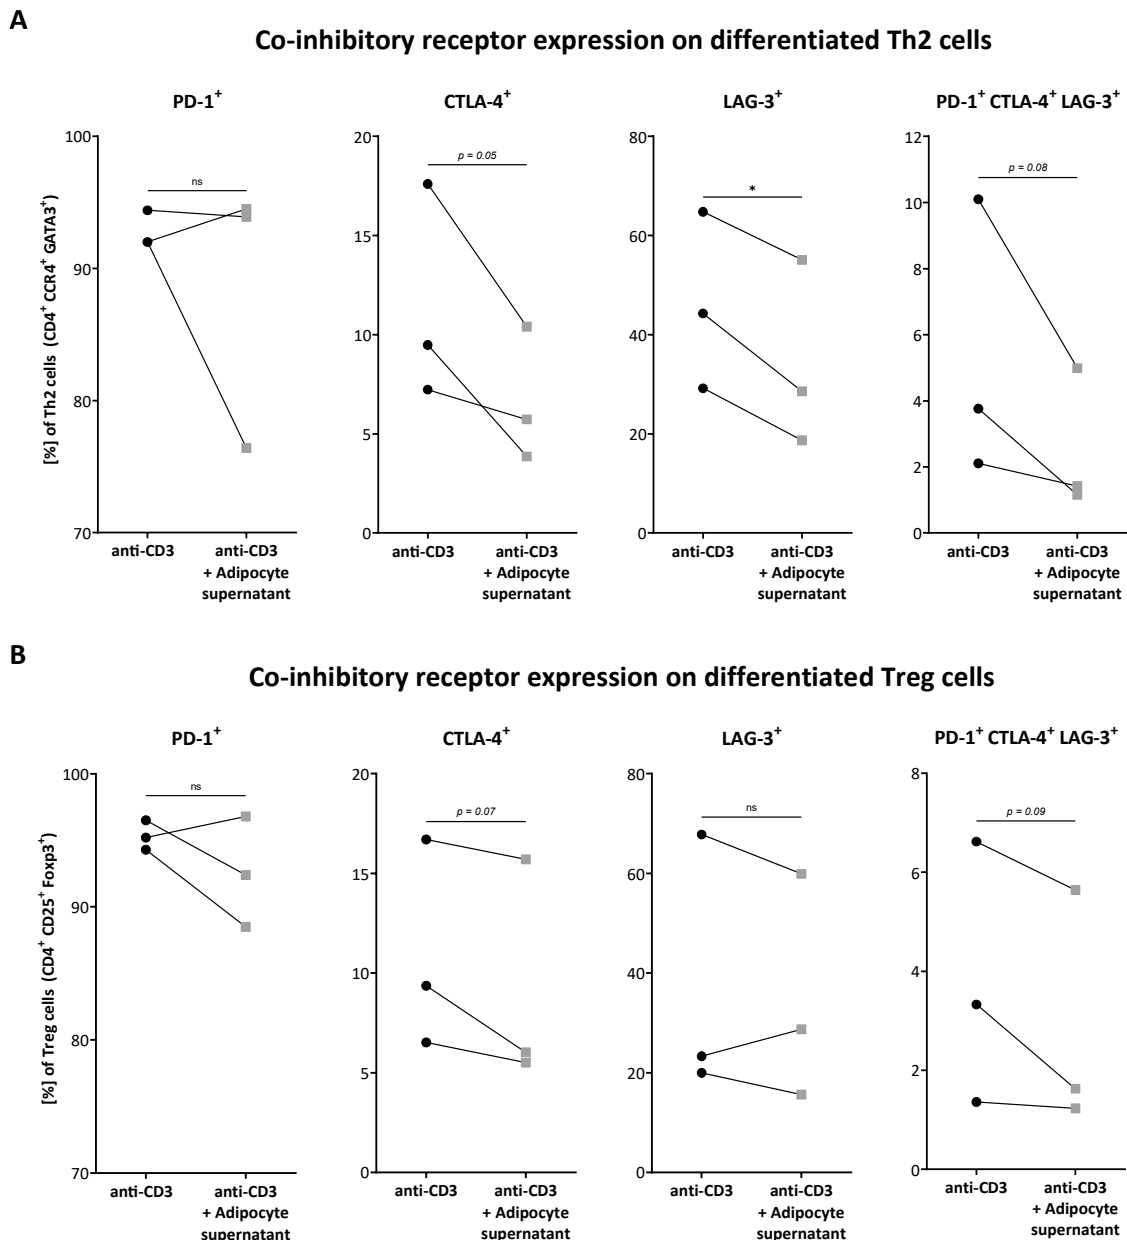 A
Co-inhibitory receptor expression on differentiated Th2 cells
PD-1+
CTLA-4+
LAG-3+
PD-1+ CTLA-4+ LAG-3+
[%] of Th2 cells (CD4+ CCR4+ GATA3+)
100
90
80
70
ns
anti-CD3
anti-CD3
+ Adipocyte
supernatant
20
15
10
5
0
p = 0.05
anti-CD3
anti-CD3
+ Adipocyte
supernatant
80
60
40
20
0
*
anti-CD3
anti-CD3
+ Adipocyte
supernatant
12
10
8
6
4
2
0
p = 0.08
anti-CD3
anti-CD3
+ Adipocyte
supernatant
B
Co-inhibitory receptor expression on differentiated Treg cells
PD-1+
CTLA-4+
LAG-3+
PD-1+ CTLA-4+ LAG-3+
[%] of Treg cells (CD4+ CD25+ Foxp3+)
100
90
80
70
ns
anti-CD3
anti-CD3
+ Adipocyte
supernatant
20
15
10
5
0
p = 0.07
anti-CD3
anti-CD3
+ Adipocyte
supernatant
80
60
40
20
0
ns
anti-CD3
anti-CD3
+ Adipocyte
supernatant
8
6
4
2
0
p = 0.09
anti-CD3
anti-CD3
+ Adipocyte
supernatant